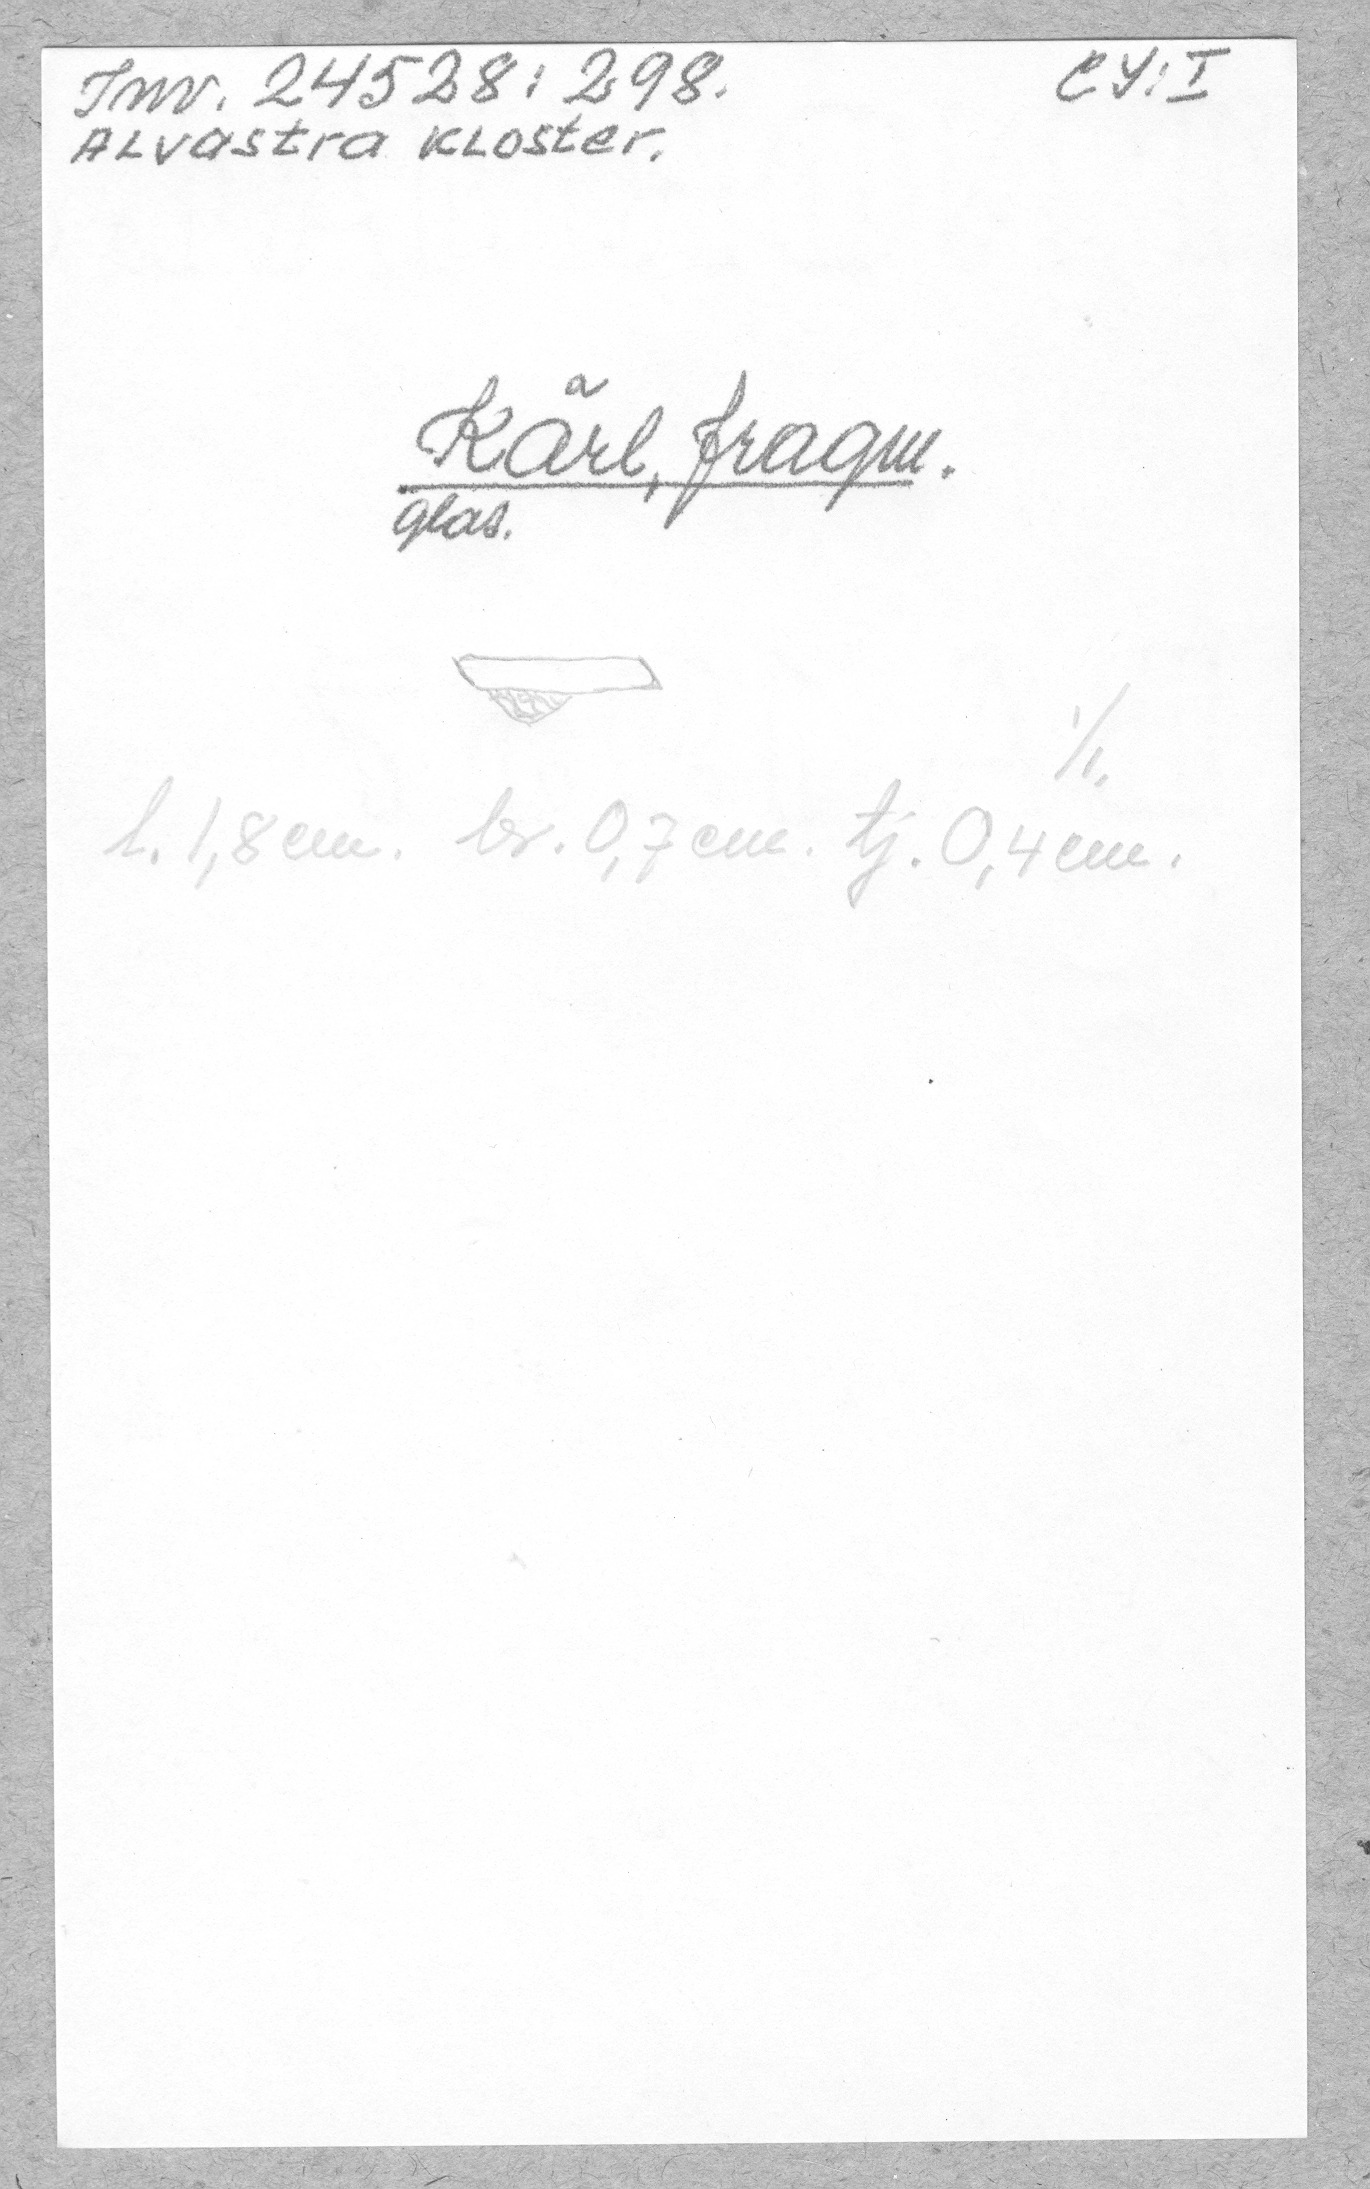 Inv. 24528:298. CY:I
ALvastra KLoster.
Kärl, fragm.
glas.
1/1.
l. 1,8 cm. br. 0,7 cm. tj. 0,4 cm.